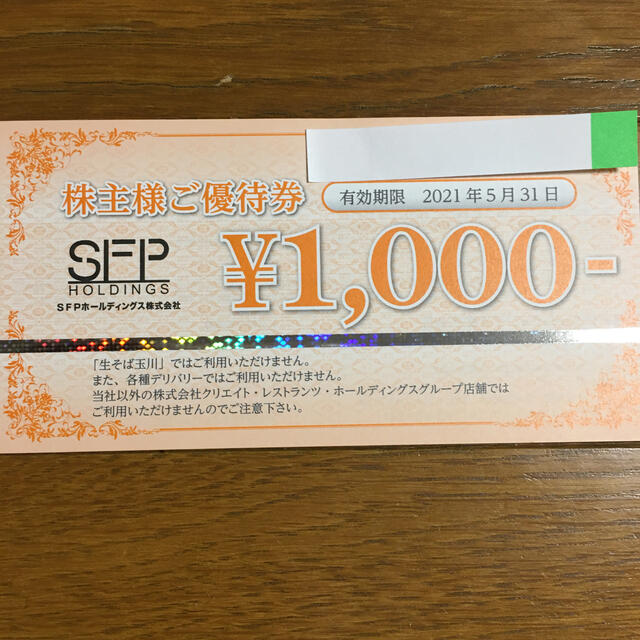 株主様ご優待券
有効期限 2021年5月31日
SFP
HOLDINGS
SFPホールディングス株式会社
¥1,000-
「生そば玉川」ではご利用いただけません。
また、各種デリバリーではご利用いただけません。
当社以外の株式会社クリエイト・レストランツ・ホールディングスグループ店舗では
ご利用いただけませんのでご注意下さい。